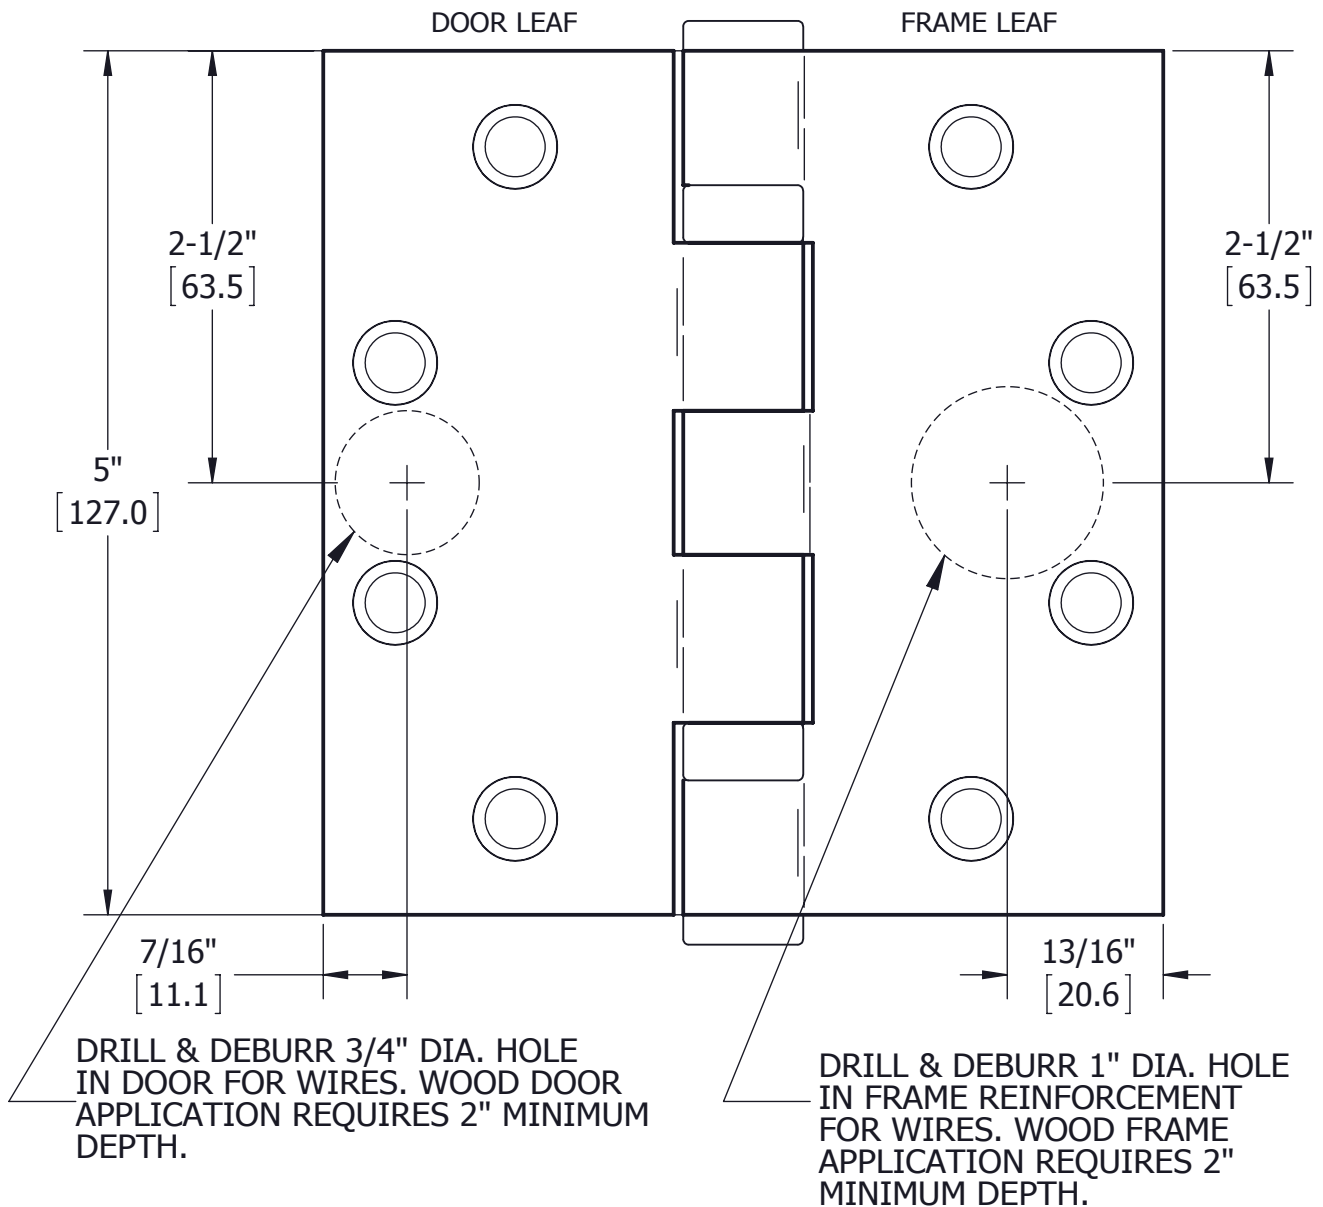 DOOR LEAF
FRAME LEAF
2-1/2"
[63.5]
2-1/2"
[63.5]
5"
[127.0]
7/16"
[11.1]
13/16"
[20.6]
DRILL & DEBURR 3/4" DIA. HOLE
IN DOOR FOR WIRES. WOOD DOOR
APPLICATION REQUIRES 2" MINIMUM
DEPTH.
DRILL & DEBURR 1" DIA. HOLE
IN FRAME REINFORCEMENT
FOR WIRES. WOOD FRAME
APPLICATION REQUIRES 2"
MINIMUM DEPTH.